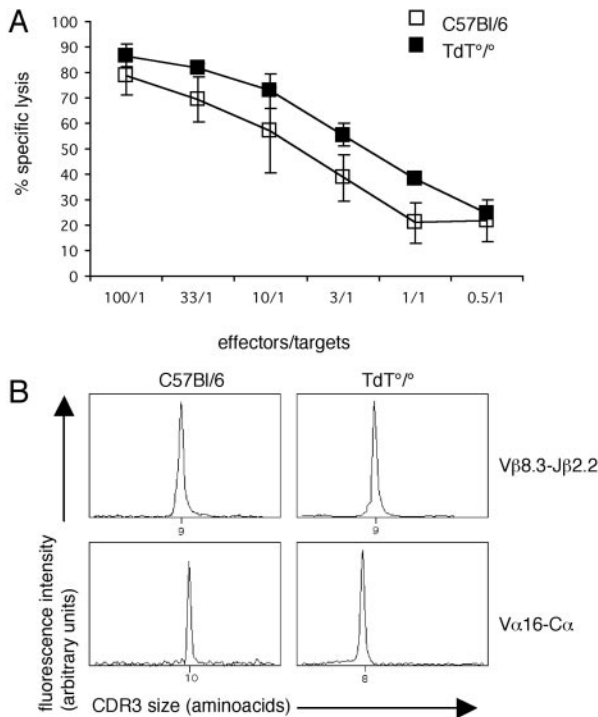 A
C57Bl/6
TdT°/°
100
90
80
70
60
50
40
30
20
10
0
% specific lysis
100/1 33/1 10/1 3/1 1/1 0.5/1
effectors/targets
B
C57Bl/6 TdT°/°
Vβ8.3-Jβ2.2
9 9
Vα16-Cα
10 8
fluorescence intensity
(arbitrary units)
CDR3 size (aminoacids)